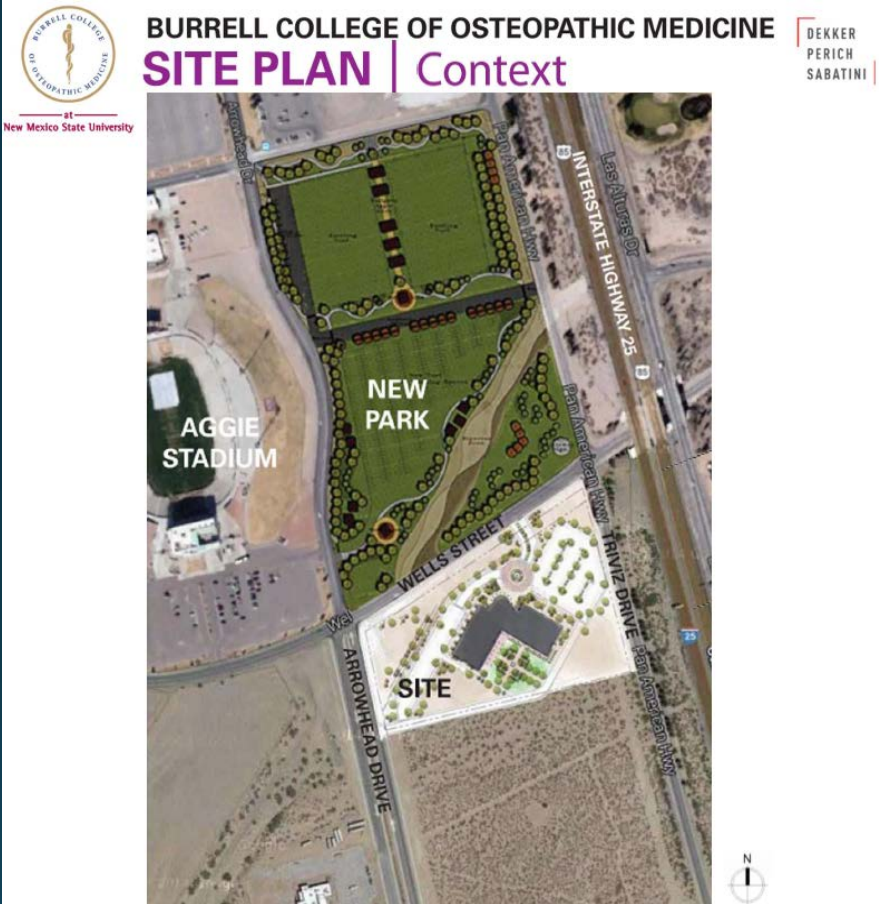 BURRELL COLLEGE OF OSTEOPATHIC MEDICINE
SITE PLAN | Context
BURRELL COLLEGE
OF OSTEOPATHIC MEDICINE
at
New Mexico State University
DEKKER
PERICH
SABATINI
Arrowhead Dr
Pan American Hwy
85
INTERSTATE HIGHWAY 25
Las Alturas Dr
85
NEW
PARK
AGGIE
STADIUM
Pan American Hwy
WELLS STREET
Wel
TRIVIZ DRIVE
25
Pan American Hwy
SITE
ARROWHEAD DRIVE
N